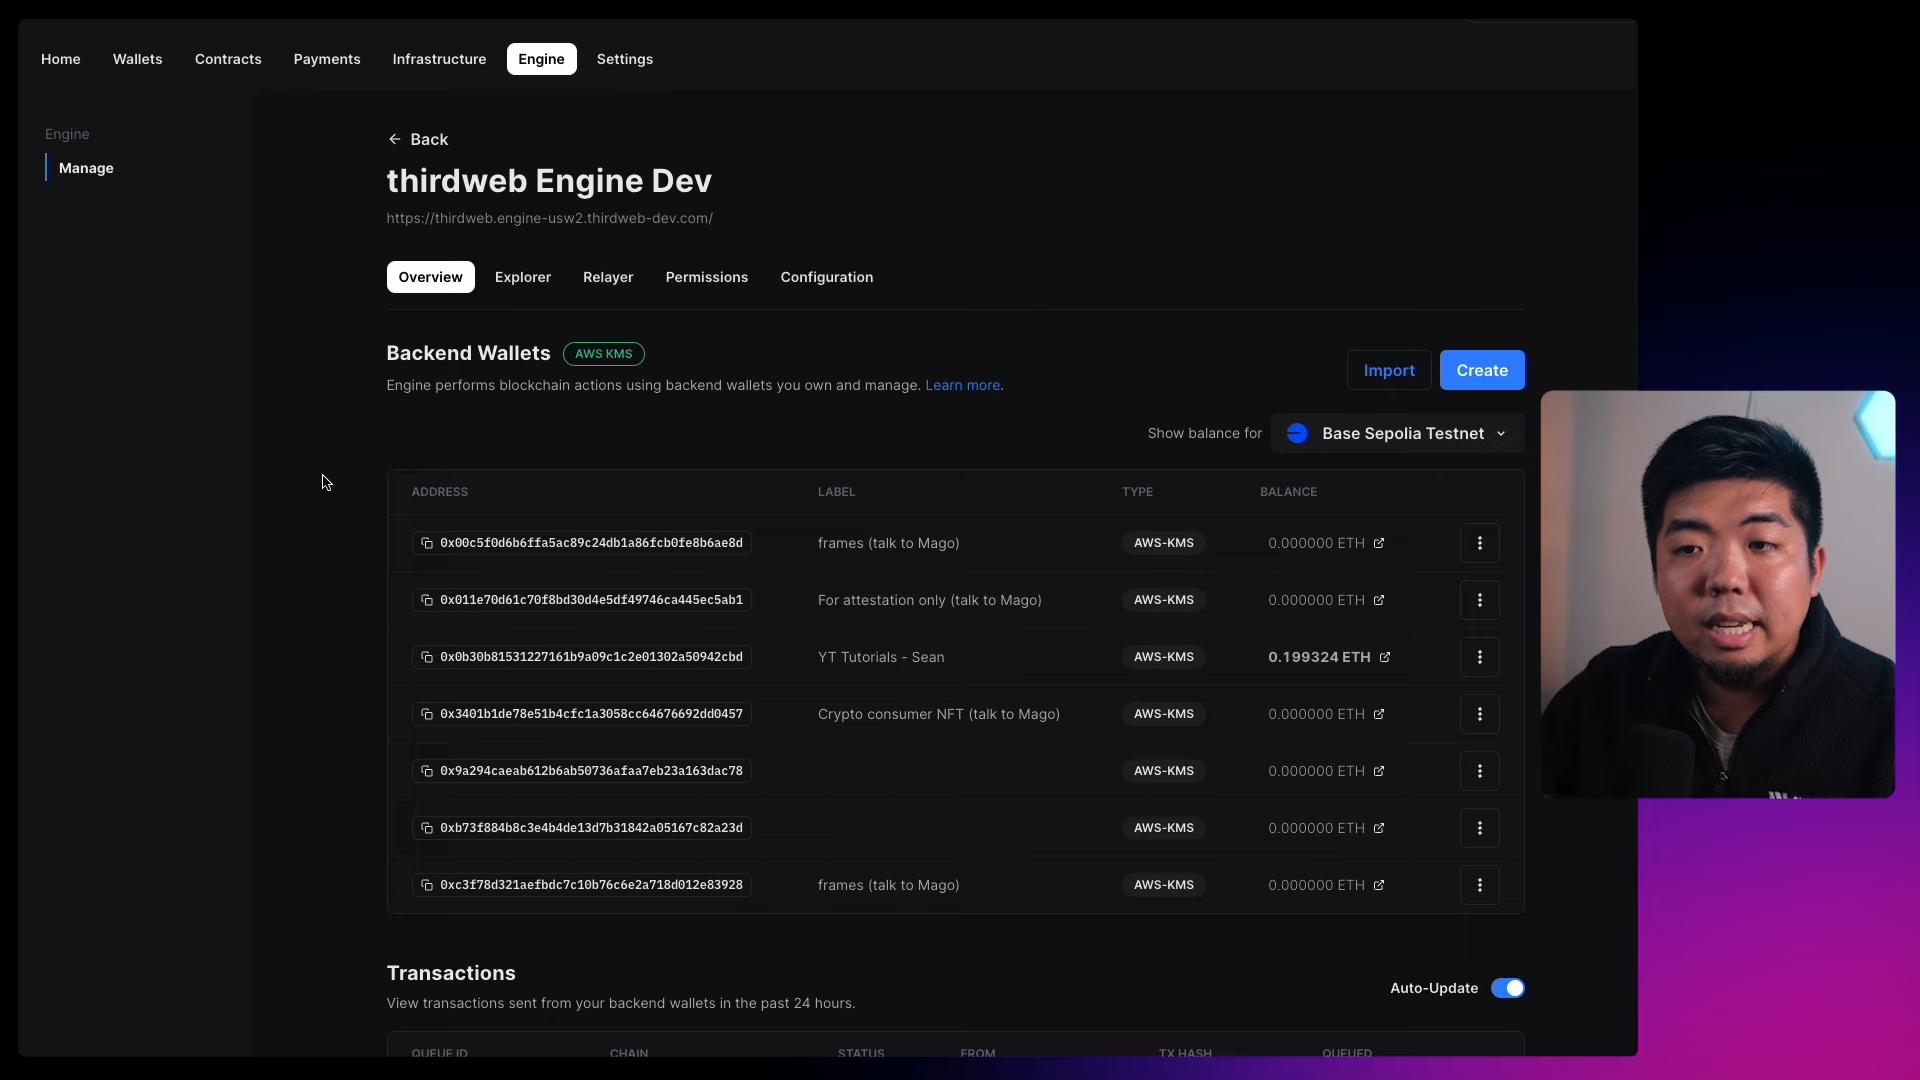 Home Wallets Contracts Payments Infrastructure Engine Settings
Engine
Manage
Back
thirdweb Engine Dev
https://thirdweb.engine-usw2.thirdweb-dev.com/
Overview Explorer Relayer Permissions Configuration
Backend Wallets AWS KMS
Engine performs blockchain actions using backend wallets you own and manage. Learn more.
Import Create
Show balance for Base Sepolia Testnet
ADDRESS LABEL TYPE BALANCE
0x00c5f0d6b6ffa5ac89c24db1a86fcb0fe8b6ae8d frames (talk to Mago) AWS-KMS 0.000000 ETH
0x011e70d61c70f8bd30d4e5df49746ca445ec5ab1 For attestation only (talk to Mago) AWS-KMS 0.000000 ETH
0x0b30b81531227161b9a09c1c2e01302a50942cbd YT Tutorials - Sean AWS-KMS 0.199324 ETH
0x3401b1de78e51b4cfc1a3058cc64676692dd0457 Crypto consumer NFT (talk to Mago) AWS-KMS 0.000000 ETH
0x9a294caeab612b6ab50736afaa7eb23a163dac78 AWS-KMS 0.000000 ETH
0xb73f884b8c3e4b4de13d7b31842a05167c82a23d AWS-KMS 0.000000 ETH
0xc3f78d321aefbdc7c10b76c6e2a718d012e83928 frames (talk to Mago) AWS-KMS 0.000000 ETH
Transactions
View transactions sent from your backend wallets in the past 24 hours.
Auto-Update
QUEUE ID CHAIN STATUS FROM TX HASH QUEUED